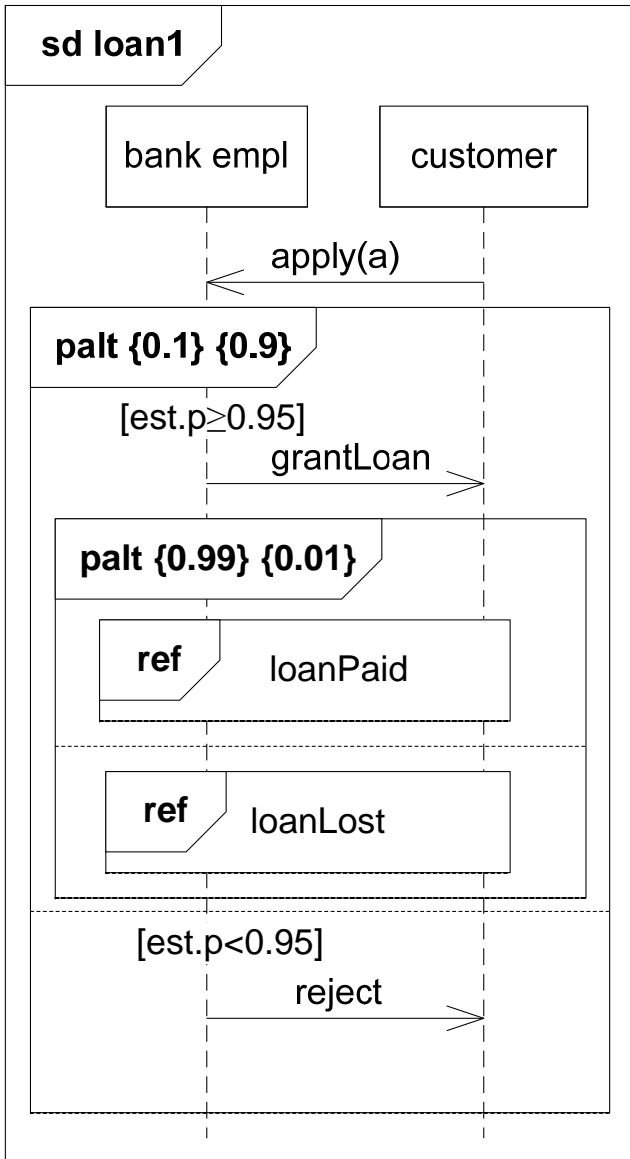 sd loan1
bank empl
customer
apply(a)
palt {0.1} {0.9}
[est.p≥0.95]
grantLoan
palt {0.99} {0.01}
ref
loanPaid
ref
loanLost
[est.p<0.95]
reject